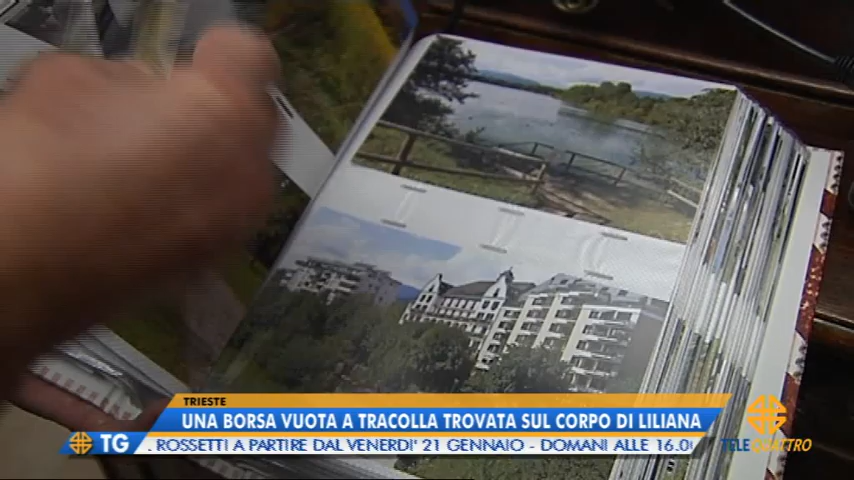 TRIESTE
UNA BORSA VUOTA A TRACOLLA TROVATA SUL CORPO DI LILIANA
TG
. ROSSETTI A PARTIRE DAL VENERDI' 21 GENNAIO - DOMANI ALLE 16.0
TELEQUATTRO